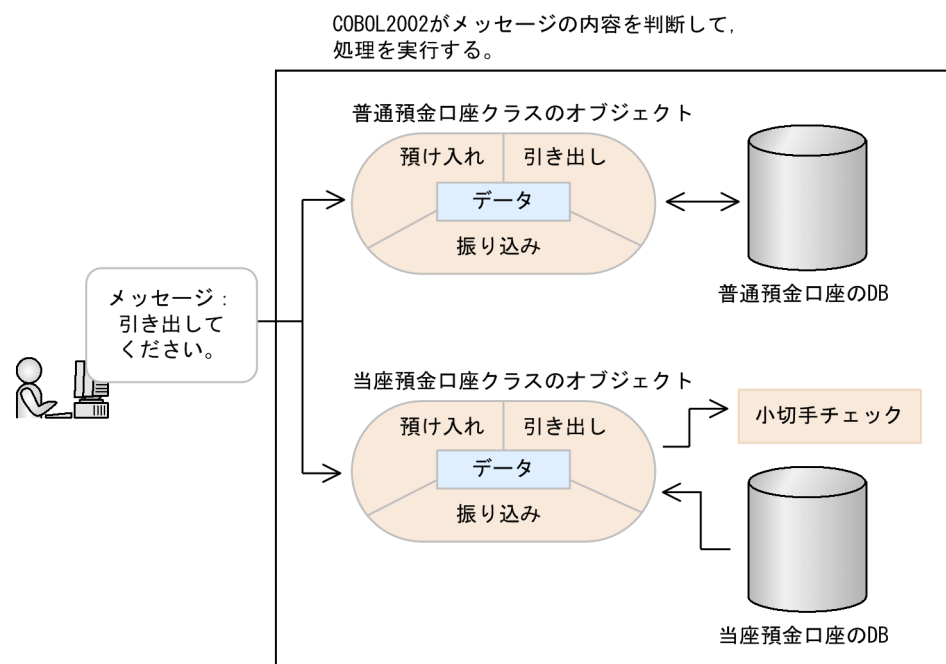 COBOL2002がメッセージの内容を判断して，
処理を実行する。
普通預金口座クラスのオブジェクト
預け入れ
引き出し
データ
振り込み
普通預金口座のDB
メッセージ：
引き出して
ください。
当座預金口座クラスのオブジェクト
預け入れ
引き出し
データ
振り込み
小切手チェック
当座預金口座のDB